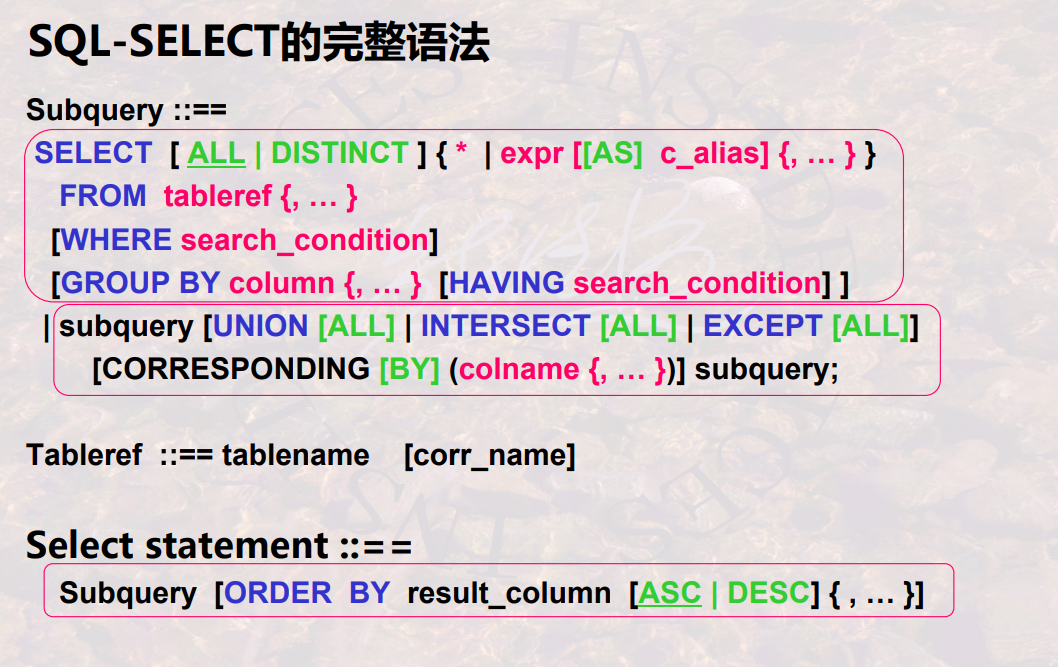 SQL-SELECT的完整语法
Subquery ::==
SELECT [ ALL | DISTINCT ] { * | expr [[AS] c_alias] {, … } }
FROM tableref {, … }
[WHERE search_condition]
[GROUP BY column {, … } [HAVING search_condition] ]
| subquery [UNION [ALL] | INTERSECT [ALL] | EXCEPT [ALL]]
[CORRESPONDING [BY] (colname {, … })] subquery;
Tableref ::== tablename [corr_name]
Select statement ::==
Subquery [ORDER BY result_column [ASC | DESC] { , … }]